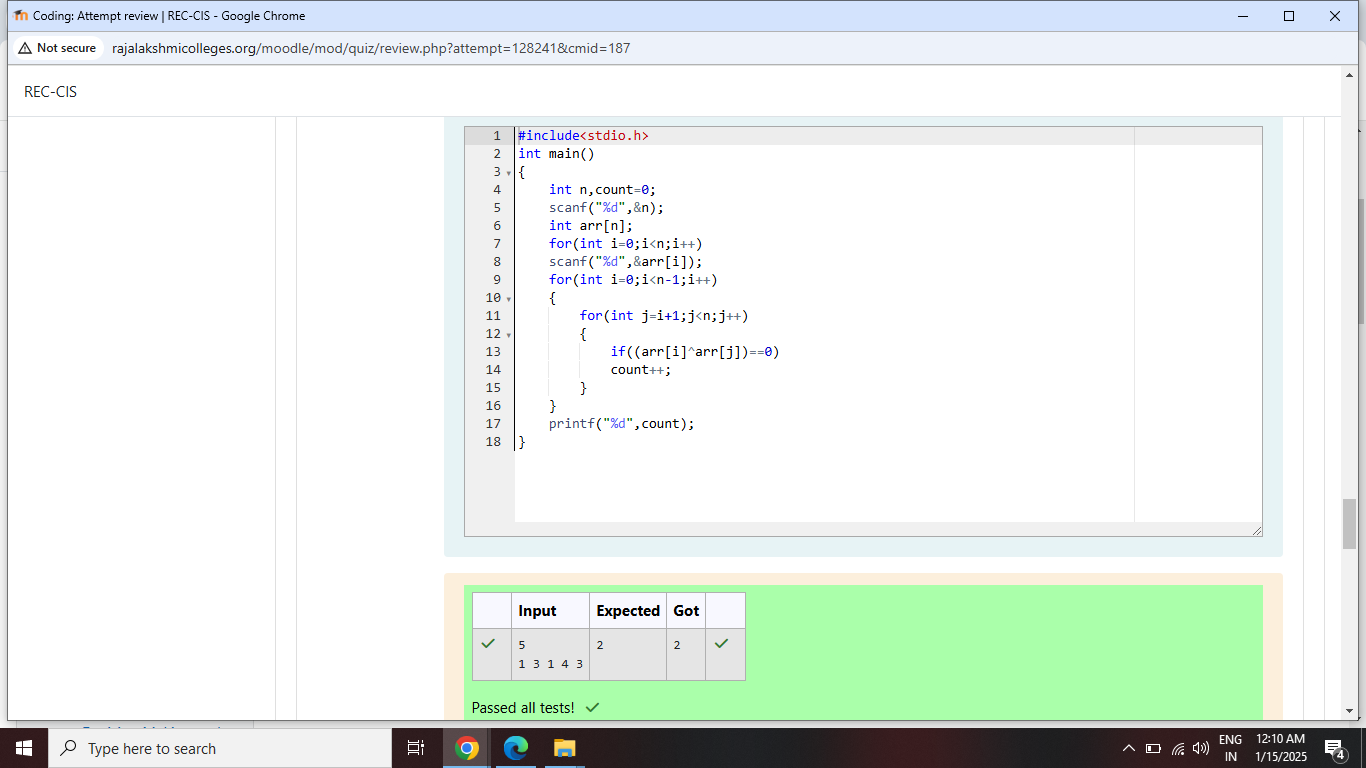 Coding: Attempt review | REC-CIS - Google Chrome
Not secure rajalakshmicolleges.org/moodle/mod/quiz/review.php?attempt=128241&cmid=187
REC-CIS
1 #include<stdio.h>
2 int main()
3 {
4 int n,count=0;
5 scanf("%d",&n);
6 int arr[n];
7 for(int i=0;i<n;i++)
8 scanf("%d",&arr[i]);
9 for(int i=0;i<n-1;i++)
10 {
11 for(int j=i+1;j<n;j++)
12 {
13 if((arr[i]^arr[j])==0)
14 count++;
15 }
16 }
17 printf("%d",count);
18 }
Input Expected Got
5 2 2
1 3 1 4 3
Passed all tests!
Type here to search
ENG 12:10 AM
IN 1/15/2025
4